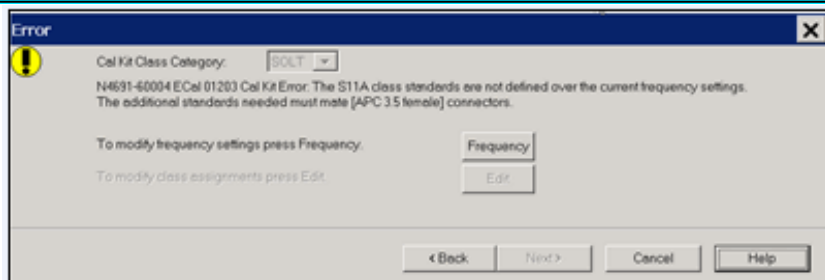 Error
Cal Kit Class Category: SOLT
N4691-60004 ECal 01203 Cal Kit Error: The S11A class standards are not defined over the current frequency settings.
The additional standards needed must mate [APC 3.5 female] connectors.
To modify frequency settings press Frequency. Frequency
To modify class assignments press Edit. Edit
< Back Next > Cancel Help